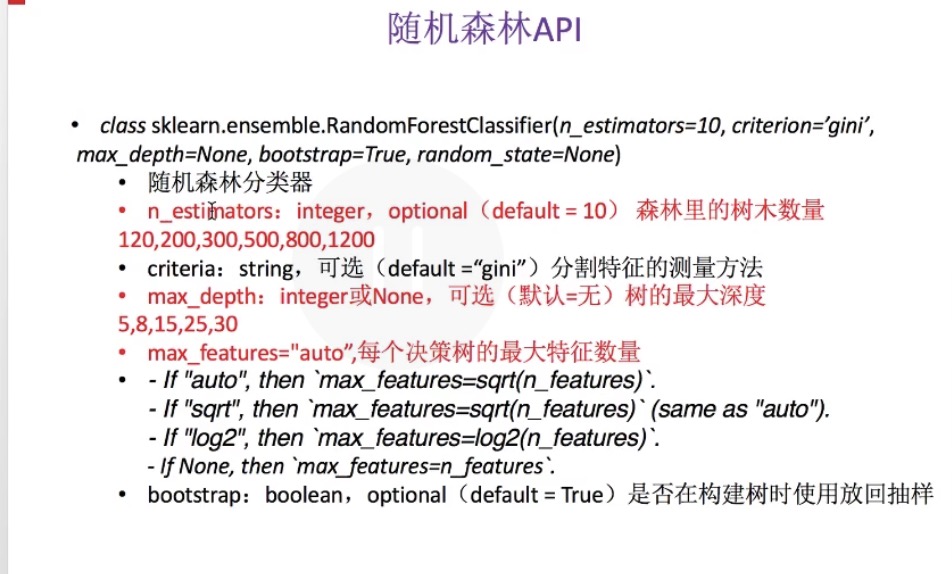 随机森林API
• class sklearn.ensemble.RandomForestClassifier(n_estimators=10, criterion=’gini’,
max_depth=None, bootstrap=True, random_state=None)
• 随机森林分类器
• n_estimators：integer，optional（default = 10） 森林里的树木数量
120,200,300,500,800,1200
• criteria：string，可选（default =“gini”）分割特征的测量方法
• max_depth：integer或None，可选（默认=无）树的最大深度
5,8,15,25,30
• max_features="auto”,每个决策树的最大特征数量
• - If "auto", then `max_features=sqrt(n_features)`.
- If "sqrt", then `max_features=sqrt(n_features)` (same as "auto").
- If "log2", then `max_features=log2(n_features)`.
- If None, then `max_features=n_features`.
• bootstrap：boolean，optional（default = True）是否在构建树时使用放回抽样